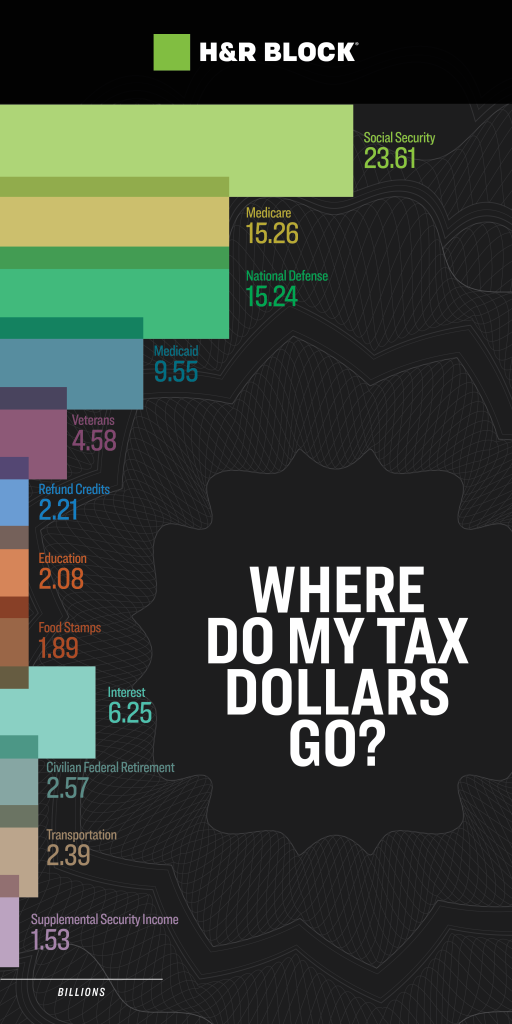 H&R BLOCK®
Social Security
23.61
Medicare
15.26
National Defense
15.24
Medicaid
9.55
Veterans
4.58
Refund Credits
2.21
Education
2.08
Food Stamps
1.89
Interest
6.25
Civilian Federal Retirement
2.57
Transportation
2.39
Supplemental Security Income
1.53
BILLIONS
WHERE
DO MY TAX
DOLLARS
GO?